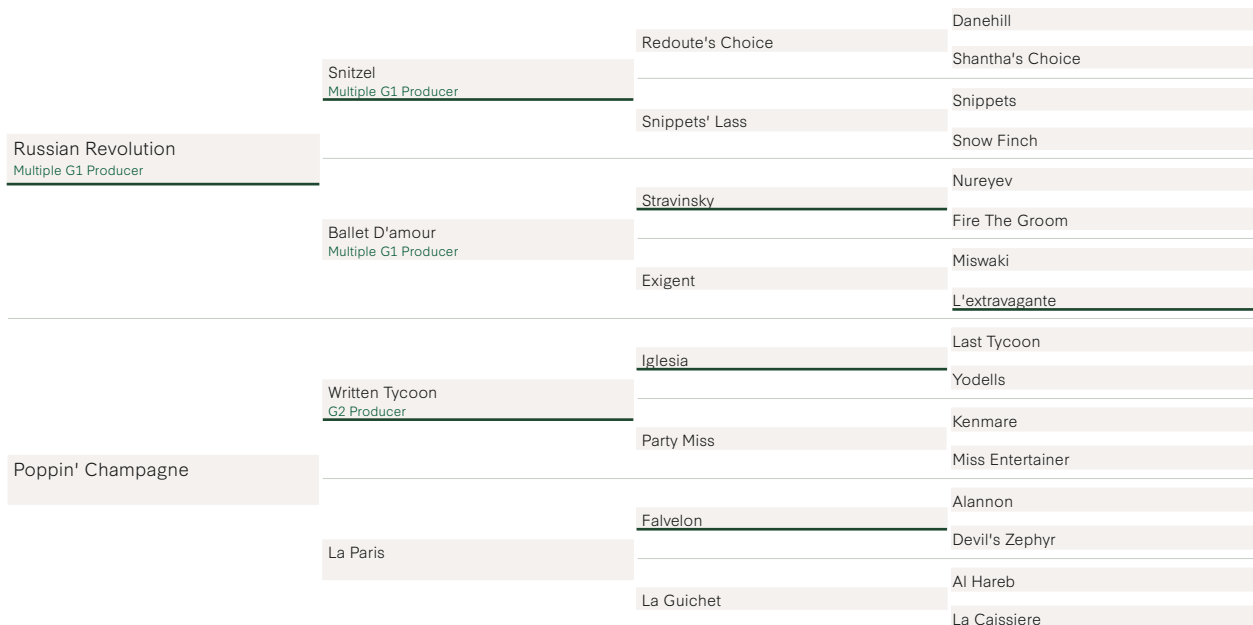 Danehill
Redoute's Choice
Shantha's Choice
Snitzel
Multiple G1 Producer
Snippets
Snippets' Lass
Snow Finch
Russian Revolution
Multiple G1 Producer
Nureyev
Stravinsky
Fire The Groom
Ballet D'amour
Multiple G1 Producer
Miswaki
Exigent
L'extravagante
Last Tycoon
Iglesia
Yodells
Written Tycoon
G2 Producer
Kenmare
Party Miss
Miss Entertainer
Poppin' Champagne
Alannon
Falvelon
Devil's Zephyr
La Paris
Al Hareb
La Guichet
La Caissiere